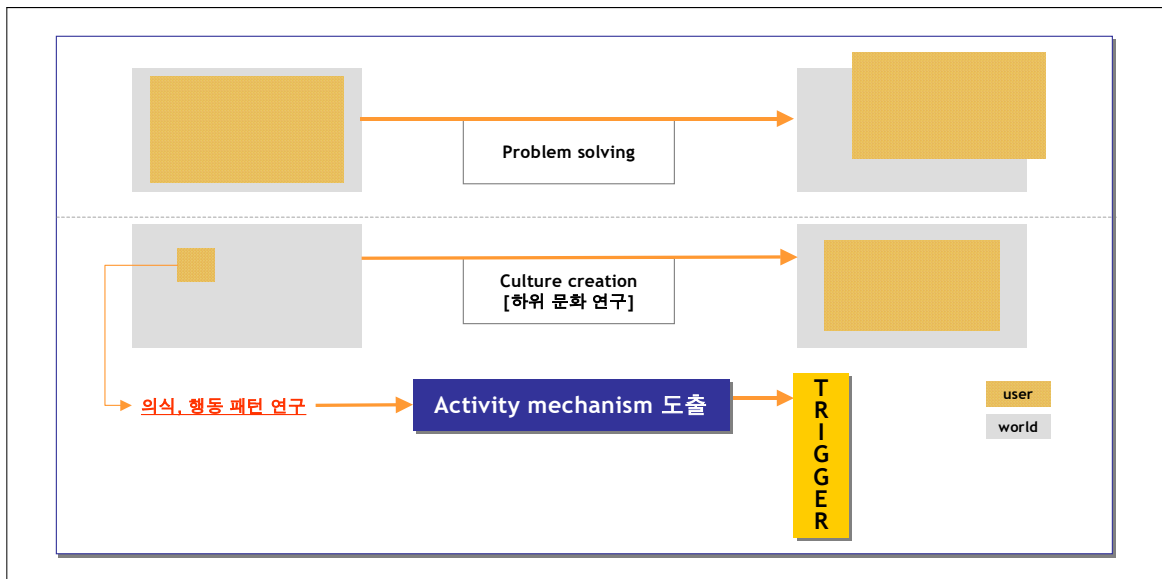 Problem solving
Culture creation
[하위 문화 연구]
의식, 행동 패턴 연구
Activity mechanism 도출
T
R
I
G
G
E
R
user
world